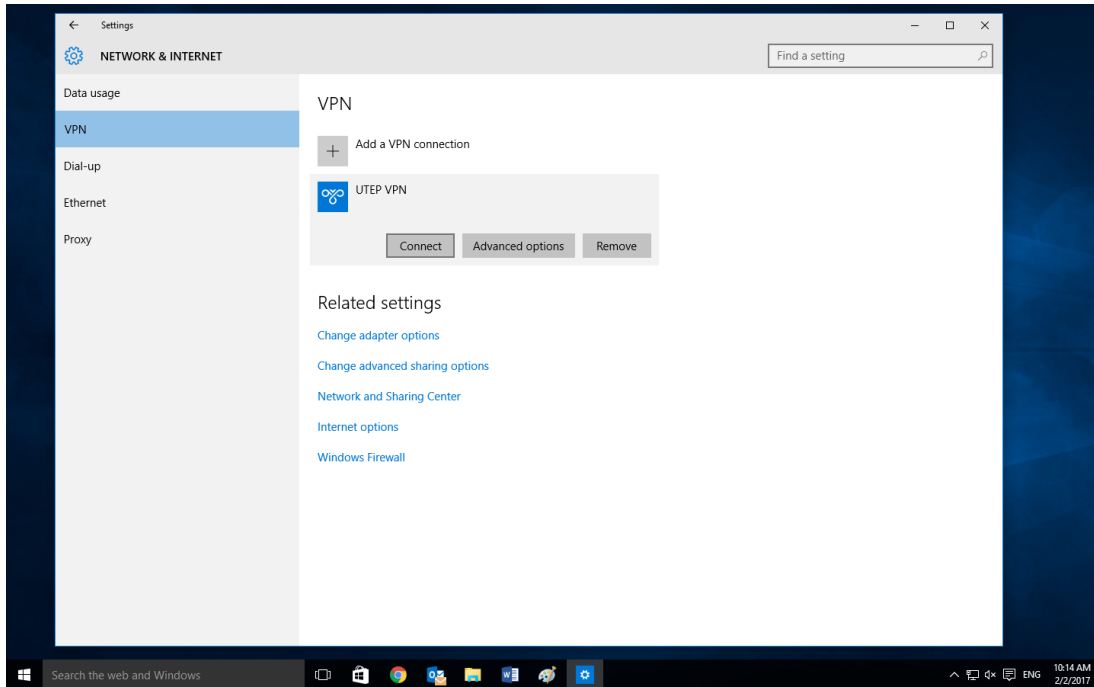 Settings
NETWORK & INTERNET
Find a setting
Data usage
VPN
Dial-up
Ethernet
Proxy
VPN
Add a VPN connection
UTEP VPN
Connect Advanced options Remove
Related settings
Change adapter options
Change advanced sharing options
Network and Sharing Center
Internet options
Windows Firewall
Search the web and Windows
ENG
10:14 AM
2/2/2017